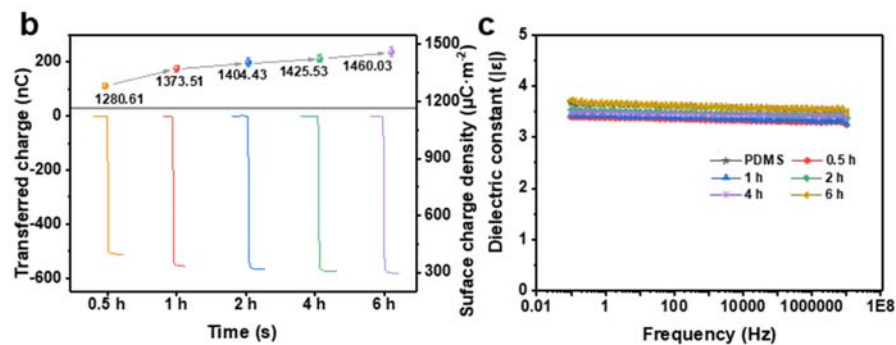 b
Transferred charge (nC)
200
0
-200
-400
-600
1280.61
1373.51
1404.43
1425.53
1460.03
0.5 h
1 h
2 h
4 h
6 h
Time (s)
1500
1200
900
600
300
Suface charge density (μC·m⁻²)
c
Dielectric constant (|ε|)
5
4
3
2
1
0
PDMS
0.5 h
1 h
2 h
4 h
6 h
0.01
1
100
10000
1000000
1E8
Frequency (Hz)